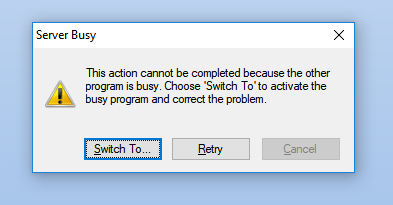 Server Busy
This action cannot be completed because the other
program is busy. Choose 'Switch To' to activate the
busy program and correct the problem.
Switch To...
Retry
Cancel